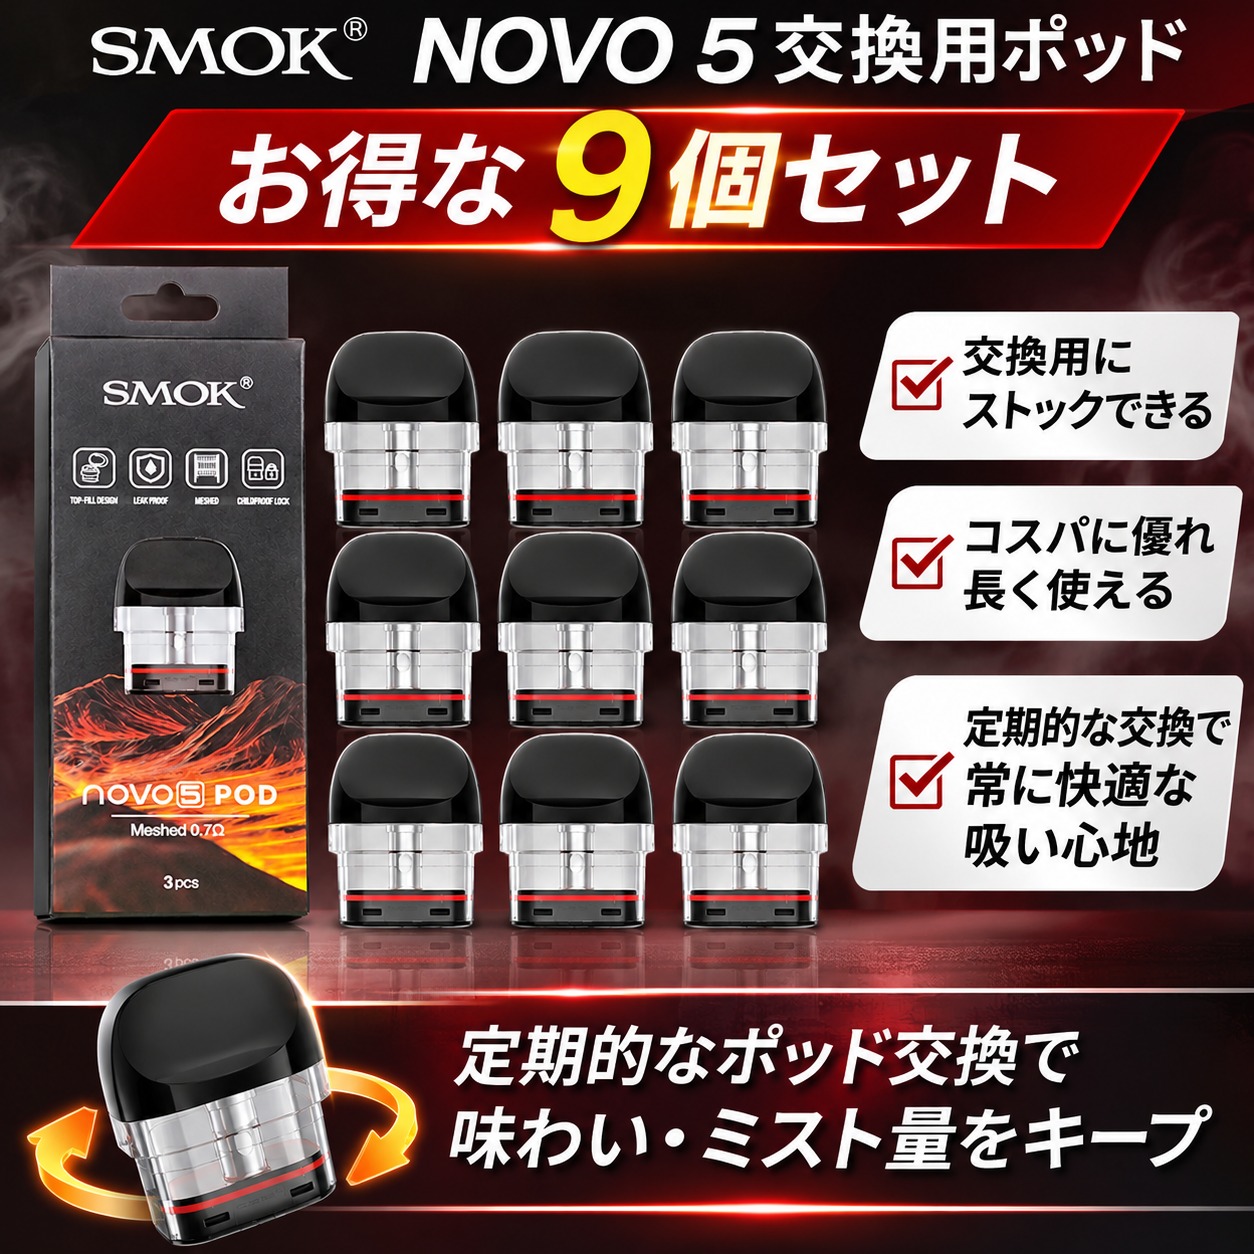 SMOK® NOVO 5 交換用ポッド
お得な9個セット
SMOK®
TOP-FILL DESIGN LEAK PROOF MESHED CHILDPROOF LOCK
novo5 POD
Meshed 0.7Ω
3pcs
交換用に
ストックできる
コスパに優れ
長く使える
定期的な交換で
常に快適な
吸い心地
定期的なポッド交換で
味わい・ミスト量をキープ